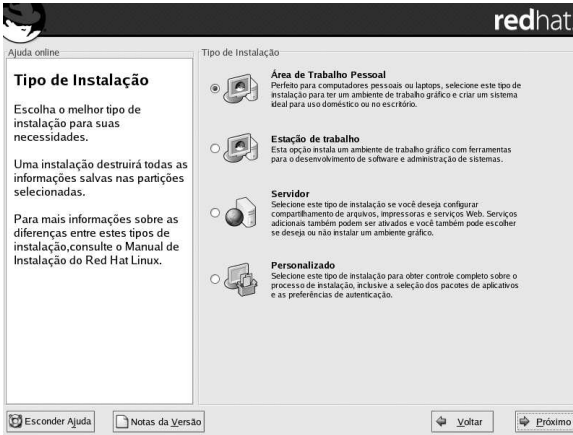 redhat
Ajuda online
Tipo de Instalação
Escolha o melhor tipo de
instalação para suas
necessidades.
Uma instalação destruirá todas as
informações salvas nas partições
selecionadas.
Para mais informações sobre as
diferenças entre estes tipos de
instalação,consulte o Manual de
Instalação do Red Hat Linux.
Tipo de Instalação
Área de Trabalho Pessoal
Perfeito para computadores pessoais ou laptops, selecione este tipo de
instalação para ter um ambiente de trabalho gráfico e criar um sistema
ideal para uso doméstico ou no escritório.
Estação de trabalho
Esta opção instala um ambiente de trabalho gráfico com ferramentas
para o desenvolvimento de software e administração de sistemas.
Servidor
Selecione este tipo de instalação se você deseja configurar
compartilhamento de arquivos, impressoras e serviços Web. Serviços
adicionais também podem ser ativados e você também pode escolher
se deseja ou não instalar um ambiente gráfico.
Personalizado
Selecione este tipo de instalação para obter controle completo sobre o
processo de instalação, inclusive a seleção dos pacotes de aplicativos
e as preferências de autenticação.
Esconder Ajuda
Notas da Versão
Voltar
Próximo